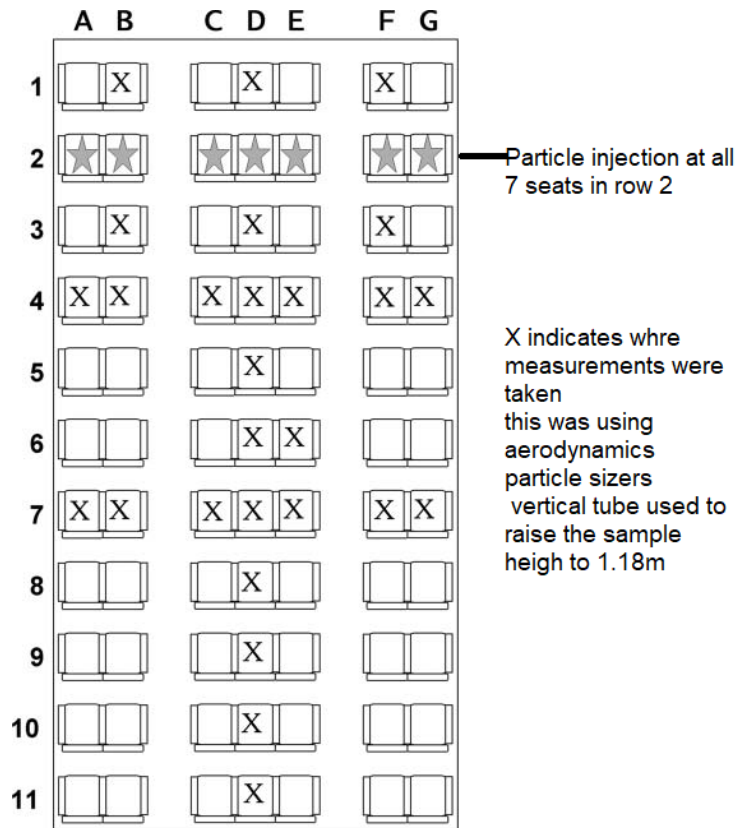 A B C D E F G
1 X X X
2
Particle injection at all
7 seats in row 2
3 X X X
4 X X X X X X X
X indicates whre
measurements were
taken
this was using
aerodynamics
particle sizers
vertical tube used to
raise the sample
heigh to 1.18m
5 X
6 X X
7 X X X X X X X
8 X
9 X
10 X
11 X